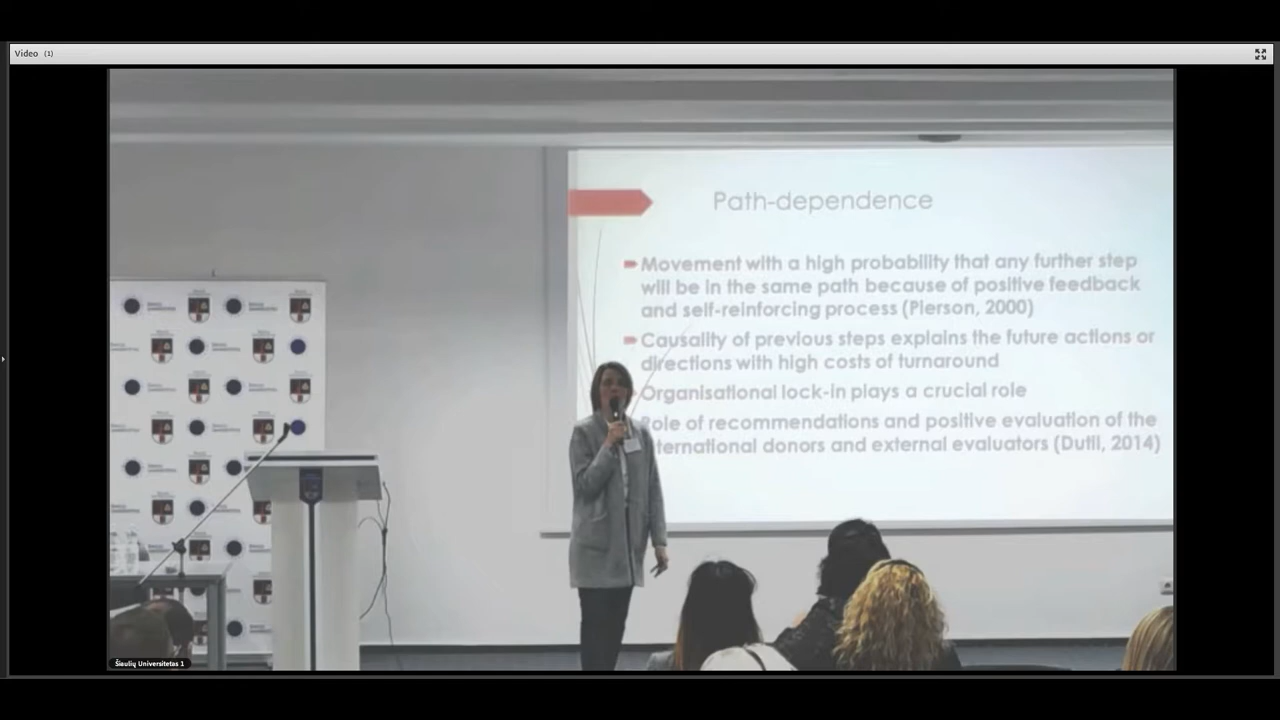 Video (1)
Path-dependence
Movement with a high probability that any further step
will be in the same path because of positive feedback
and self-reinforcing process (Pierson, 2000)
Causality of previous steps explains the future actions or
directions with high costs of turnaround
Organisational lock-in plays a crucial role
Role of recommendations and positive evaluation of the
international donors and external evaluators (Dutli, 2014)
Šiaulių Universitetas 1